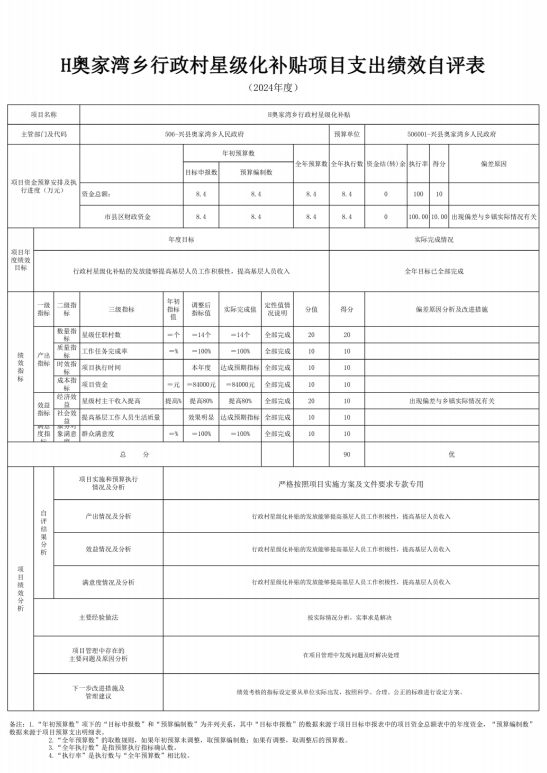 H奥家湾乡行政村星级化补贴项目支出绩效自评表
（2024年度）
项目名称 H奥家湾乡行政村星级化补贴
主管部门及代码 506-兴县奥家湾乡人民政府 预算单位 506001-兴县奥家湾乡人民政府
项目资金预算安排及执行进度（万元） 年初预算数 全年预算数 全年执行数 资金结(转)余 执行率 得分 偏差原因
目标申报数 预算编制数
资金总额: 8.4 8.4 8.4 8.4 0 100 10
市县区财政资金 8.4 8.4 8.4 8.4 0 100.00 10.00 出现偏差与乡镇实际情况有关
项目年度绩效目标 年度目标 实际完成情况
行政村星级化补贴的发放能够提高基层人员工作积极性，提高基层人员收入 全年目标已全部完成
绩效指标 一级指标 二级指标 三级指标 年初指标值 调整后指标值 实际完成值 定性值情况说明 分值 得分 偏差原因分析及改进措施
产出指标 数量指标 星级任职村数 =个 =14个 =14个 全部完成 20 20
质量指标 工作任务完成率 =% =100% =100% 全部完成 10 10
时效指标 项目执行时间 本年度 达成预期指标 全部完成 10 10
成本指标 项目资金 =元 =84000元 =84000元 全部完成 10 10
效益指标 经济效益 星级村主干收入提高 提高% 提高80% 提高80% 全部完成 20 10 出现偏差与乡镇实际情况有关
社会效益 提高基层工作人员生活质量 效果明显 达成预期指标 全部完成 10 10
满意度指标 服务对象满意度 群众满意度 =% =100% =100% 全部完成 10 10
总 分 90 优
项目绩效分析 自评结果分析 项目实施和预算执行情况及分析 严格按照项目实施方案及文件要求专款专用
产出情况及分析 行政村星级化补贴的发放能够提高基层人员工作积极性，提高基层人员收入
效益情况及分析 行政村星级化补贴的发放能够提高基层人员工作积极性，提高基层人员收入
满意度情况及分析 行政村星级化补贴的发放能够提高基层人员工作积极性，提高基层人员收入
主要经验做法 按实际情况分析，实事求是解决
项目管理中存在的主要问题及原因分析 在项目管理中发现问题及时解决处理
下一步改进措施及管理建议 绩效考核的指标设定要从单位实际出发，按照科学、合理、公正的标准进行设定方案。
备注：1.“年初预算数”项下的“目标申报数”和“预算编制数”为并列关系，其中“目标申报数”的数据来源于项目目标申报表中的项目资金总额表中的年度资金，“预算编制数”
数据来源于项目预算支出明细表。
2.“全年预算数”的取数规则，如果年初预算未调整，取预算编制数；如果有调整，取调整后的预算数。
3.“全年执行数”是指预算执行指标确认数。
4.“执行率”是执行数与“全年预算数”相比较。